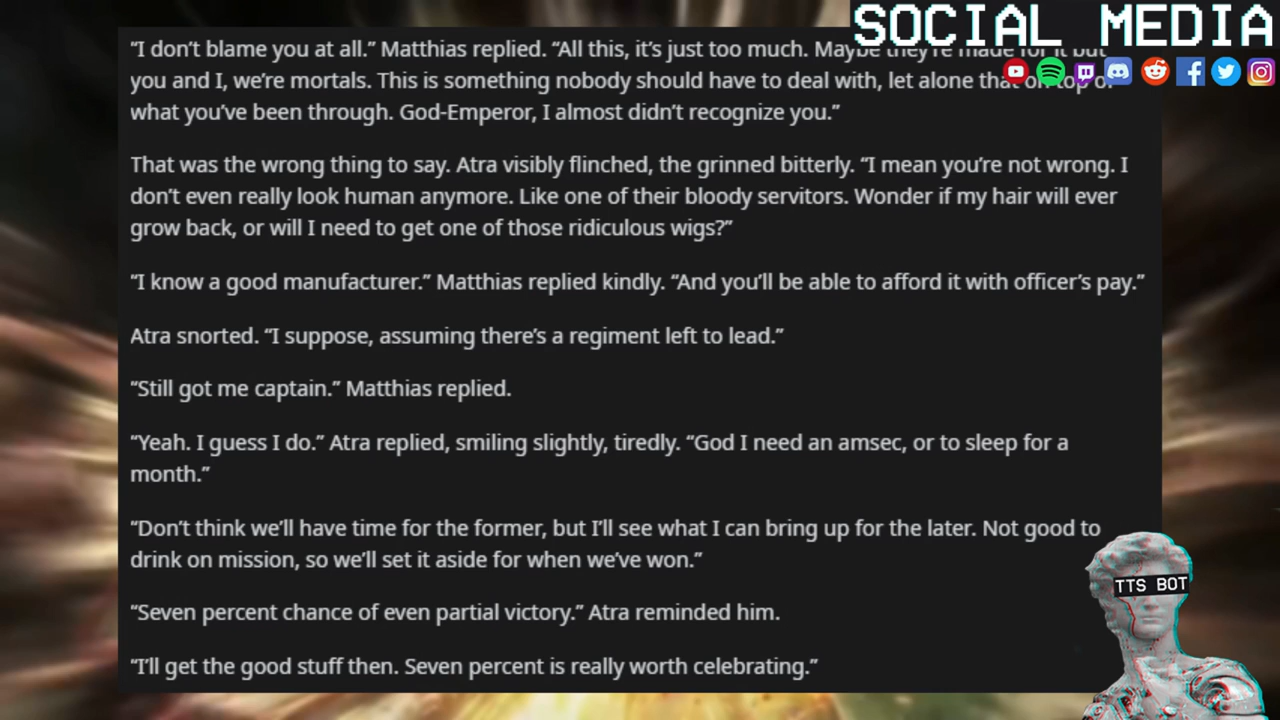 SOCIAL MEDIA
“I don’t blame you at all.” Matthias replied. “All this, it’s just too much. Maybe they’re made for it but
you and I, we’re mortals. This is something nobody should have to deal with, let alone that on top of
what you’ve been through. God-Emperor, I almost didn’t recognize you.”
That was the wrong thing to say. Atra visibly flinched, the grinned bitterly. “I mean you’re not wrong. I
don’t even really look human anymore. Like one of their bloody servitors. Wonder if my hair will ever
grow back, or will I need to get one of those ridiculous wigs?”
“I know a good manufacturer.” Matthias replied kindly. “And you’ll be able to afford it with officer’s pay.”
Atra snorted. “I suppose, assuming there’s a regiment left to lead.”
“Still got me captain.” Matthias replied.
“Yeah. I guess I do.” Atra replied, smiling slightly, tiredly. “God I need an amsec, or to sleep for a
month.”
“Don’t think we’ll have time for the former, but I’ll see what I can bring up for the later. Not good to
drink on mission, so we’ll set it aside for when we’ve won.”
“Seven percent chance of even partial victory.” Atra reminded him.
“I’ll get the good stuff then. Seven percent is really worth celebrating.”
TTS BOT